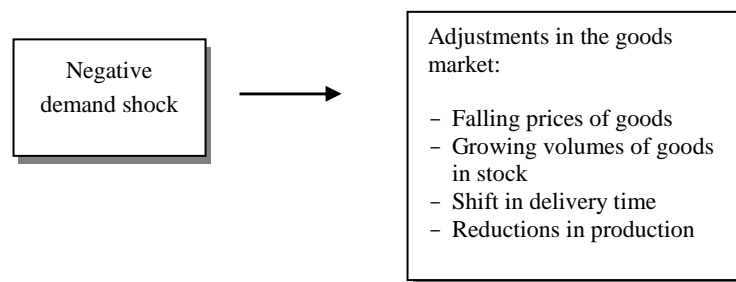 Negative
demand shock
Adjustments in the goods
market:
– Falling prices of goods
– Growing volumes of goods
in stock
– Shift in delivery time
– Reductions in production